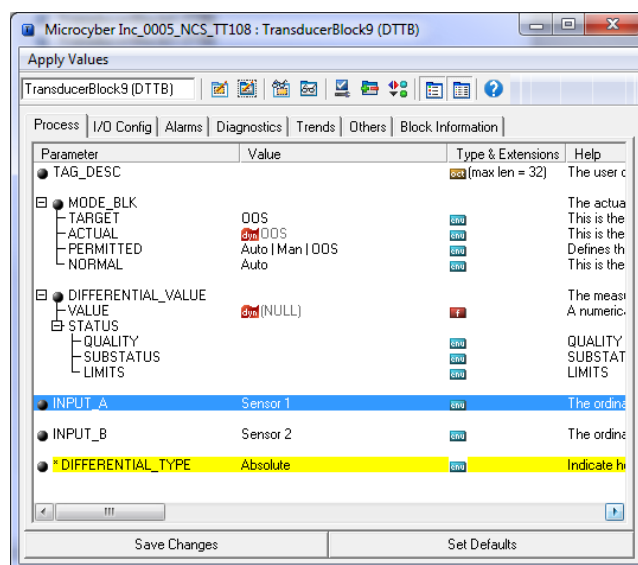 Microcyber Inc_0005_NCS_TT108 : TransducerBlock9 (DTTB)
Apply Values
TransducerBlock9 (DTTB)
Process I/O Config Alarms Diagnostics Trends Others Block Information
Parameter Value Type & Extensions Help
TAG_DESC oct (max len = 32) The user
MODE_BLK The actua
TARGET OOS enu This is the
ACTUAL dyn OOS enu This is the
PERMITTED Auto | Man | OOS enu Defines th
NORMAL Auto enu This is the
DIFFERENTIAL_VALUE The measu
VALUE dyn (NULL) f A numeric
STATUS
QUALITY enu QUALITY
SUBSTATUS enu SUBSTAT
LIMITS enu LIMITS
INPUT_A Sensor 1 enu The ordina
INPUT_B Sensor 2 enu The ordina
* DIFFERENTIAL_TYPE Absolute enu Indicate h
Save Changes Set Defaults